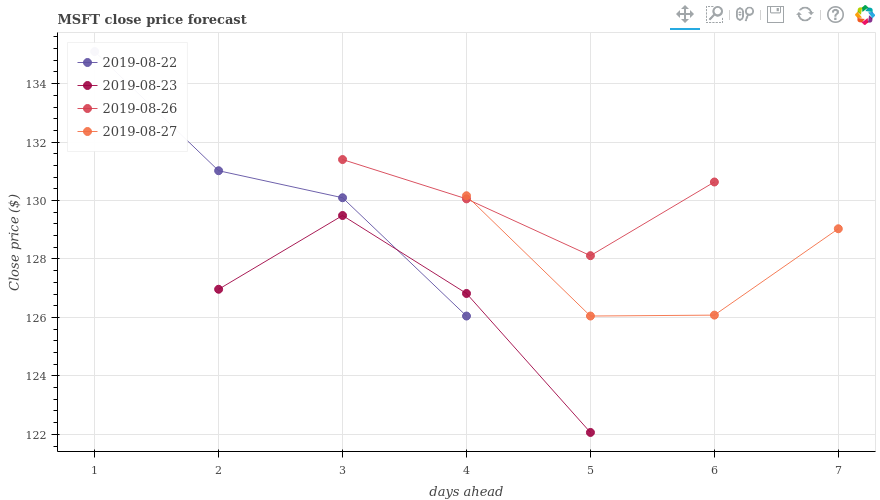 MSFT close price forecast
2019-08-22
2019-08-23
2019-08-26
2019-08-27
134
132
130
128
126
124
122
Close price ($)
1 2 3 4 5 6 7
days ahead